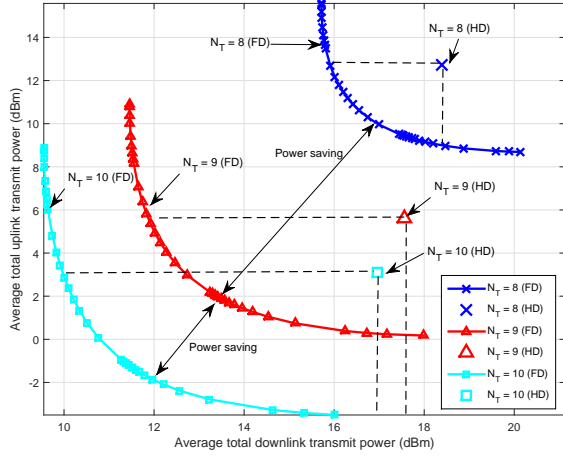 14
12
10
8
6
4
2
0
-2
Average total uplink transmit power (dBm)
N_T = 8 (FD)
N_T = 8 (HD)
N_T = 9 (FD)
Power saving
N_T = 9 (HD)
N_T = 10 (FD)
N_T = 10 (HD)
Power saving
N_T = 8 (FD)
N_T = 8 (HD)
N_T = 9 (FD)
N_T = 9 (HD)
N_T = 10 (FD)
N_T = 10 (HD)
10 12 14 16 18 20
Average total downlink transmit power (dBm)